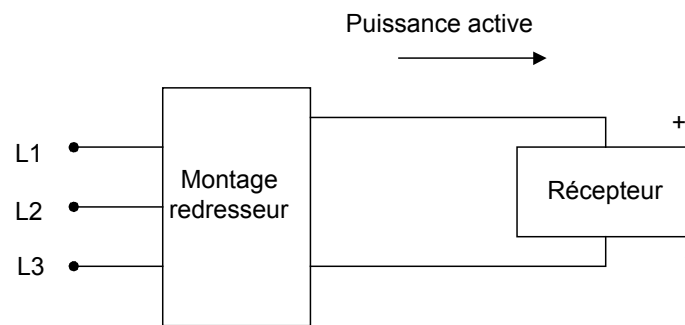 Puissance active
+
L1
L2
L3
Montage
redresseur
Récepteur